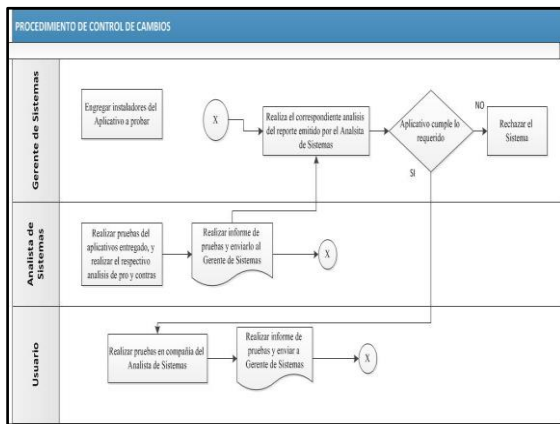 PROCEDIMIENTO DE CONTROL DE CAMBIOS
Gerente de Sistemas
Engregar instaladores del
Aplicativo a probar
X
Realiza el correspondiente analisis
del reporte emitido por el Analsita
de Sistemas
Aplicativo cumple lo
requerido
NO
Rechazar el
Sistema
SI
Analista de
Sistemas
Realizar pruebas del
aplicativos entregado, y
realizar el respectivo
analisis de pro y contras
Realizar informe de
pruebas y enviarlo al
Gerente de Sistemas
X
Usuario
Realizar pruebas en compañia del
Analista de Sistemas
Realizar informe de
pruebas y enviar a
Gerente de Sistemas
X